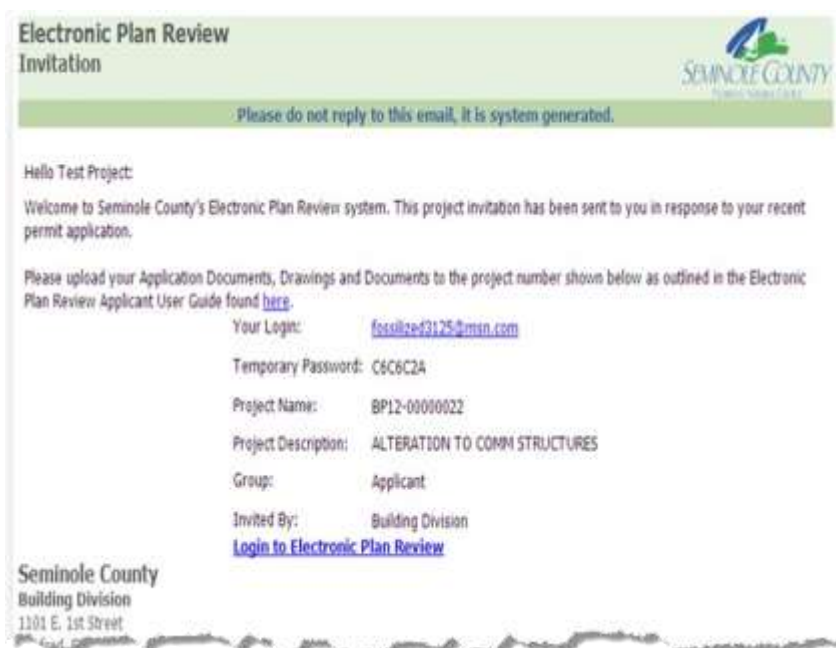 Electronic Plan Review
Invitation
SEMINOLE COUNTY
Please do not reply to this email, it is system generated.
Hello Test Project:
Welcome to Seminole County's Electronic Plan Review system. This project invitation has been sent to you in response to your recent
permit application.
Please upload your Application Documents, Drawings and Documents to the project number shown below as outlined in the Electronic
Plan Review Applicant User Guide found here.
Your Login: fossilized3125@msn.com
Temporary Password: C6C6C2A
Project Name: BP12-00000022
Project Description: ALTERATION TO COMM STRUCTURES
Group: Applicant
Invited By: Building Division
Login to Electronic Plan Review
Seminole County
Building Division
1101 E. 1st Street